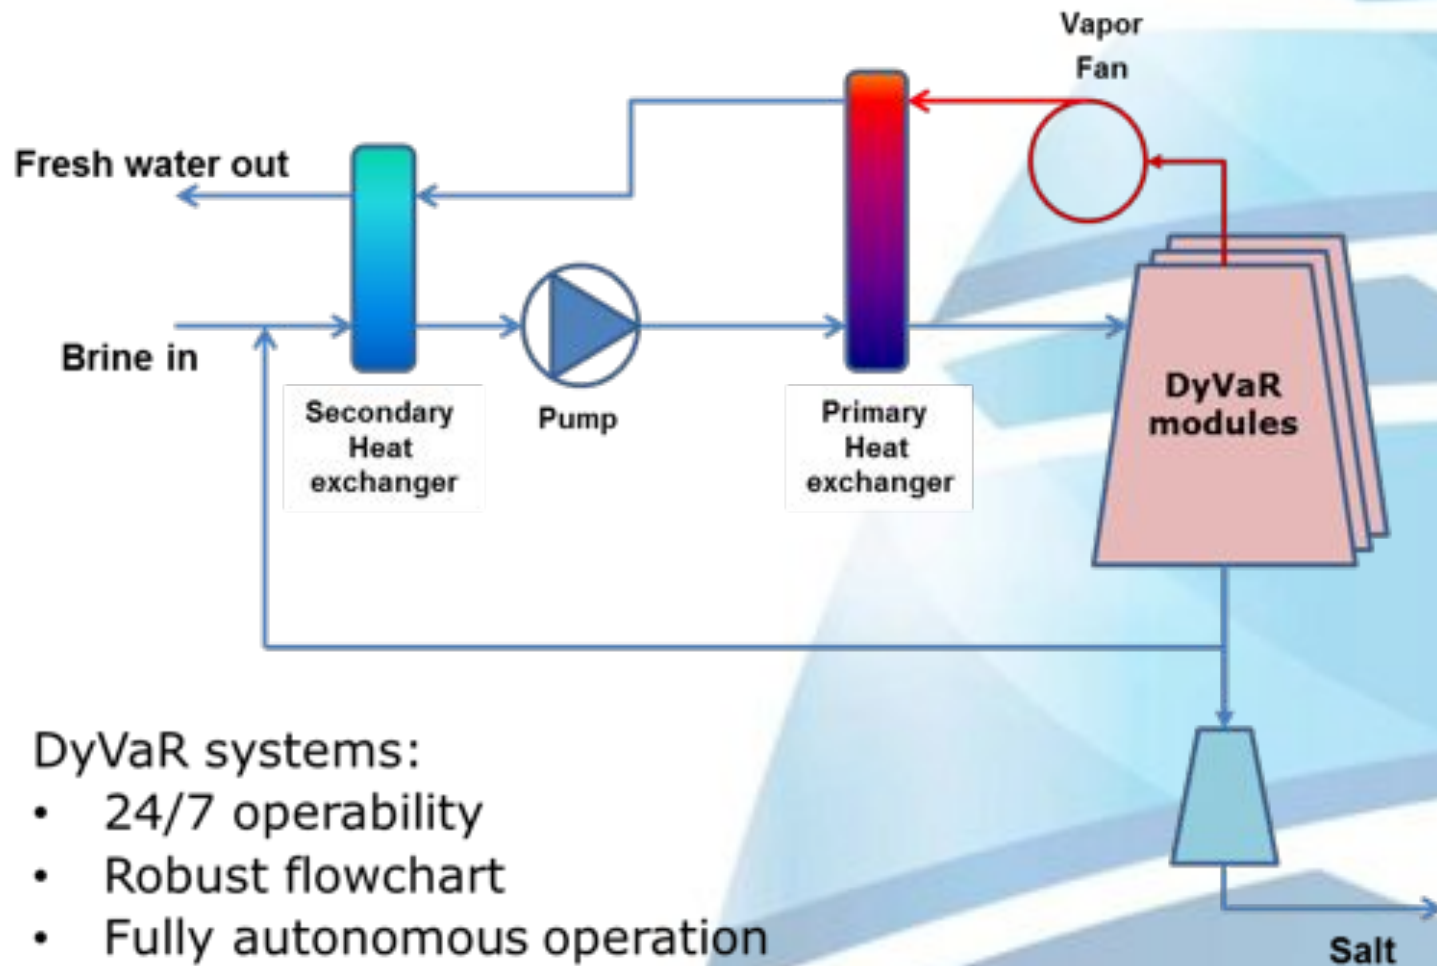 Vapor
Fan
Fresh water out
Brine in
Secondary
Heat
exchanger
Pump
Primary
Heat
exchanger
DyVaR
modules
DyVaR systems:
• 24/7 operability
• Robust flowchart
• Fully autonomous operation
Salt